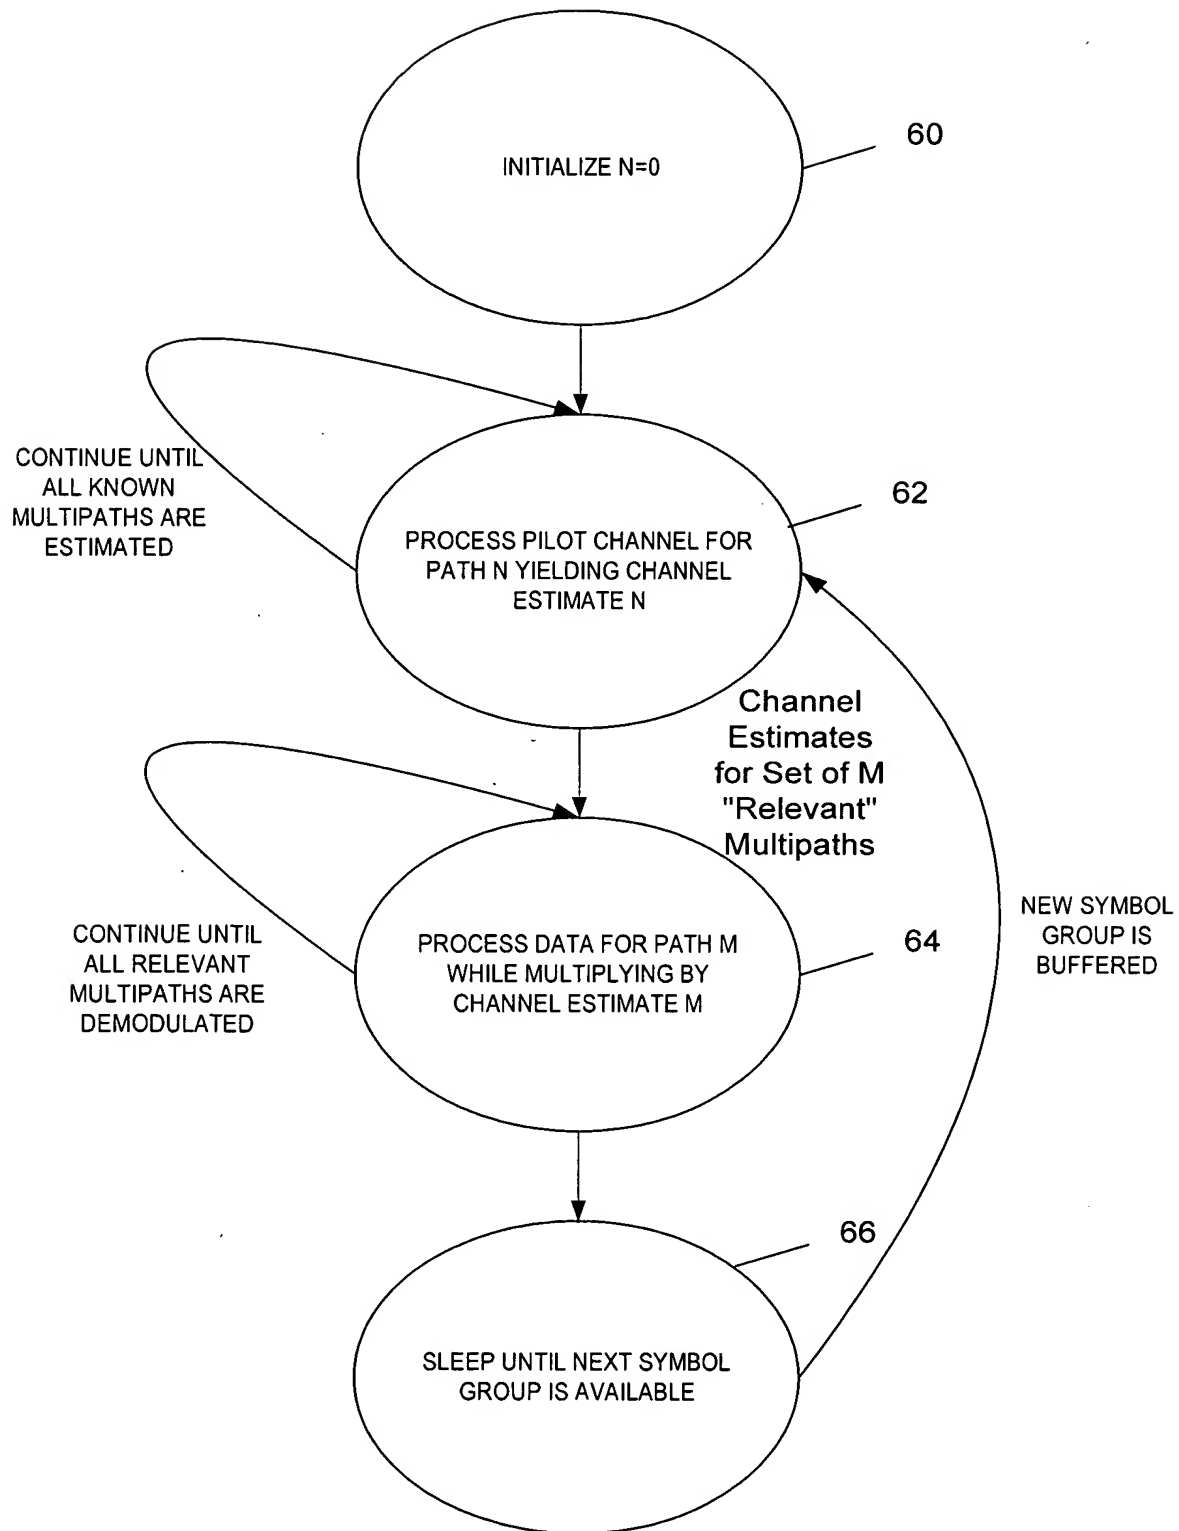 INITIALIZE N=0
60
CONTINUE UNTIL
ALL KNOWN
MULTIPATHS ARE
ESTIMATED
62
PROCESS PILOT CHANNEL FOR
PATH N YIELDING CHANNEL
ESTIMATE N
Channel
Estimates
for Set of M
"Relevant"
Multipaths
CONTINUE UNTIL
ALL RELEVANT
MULTIPATHS ARE
DEMODULATED
PROCESS DATA FOR PATH M
WHILE MULTIPLYING BY
CHANNEL ESTIMATE M
64
NEW SYMBOL
GROUP IS
BUFFERED
66
SLEEP UNTIL NEXT SYMBOL
GROUP IS AVAILABLE